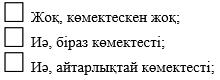 Жоқ, көмектескен жоқ;
Иә, біраз көмектесті;
Иә, айтарлықтай көмектесті;